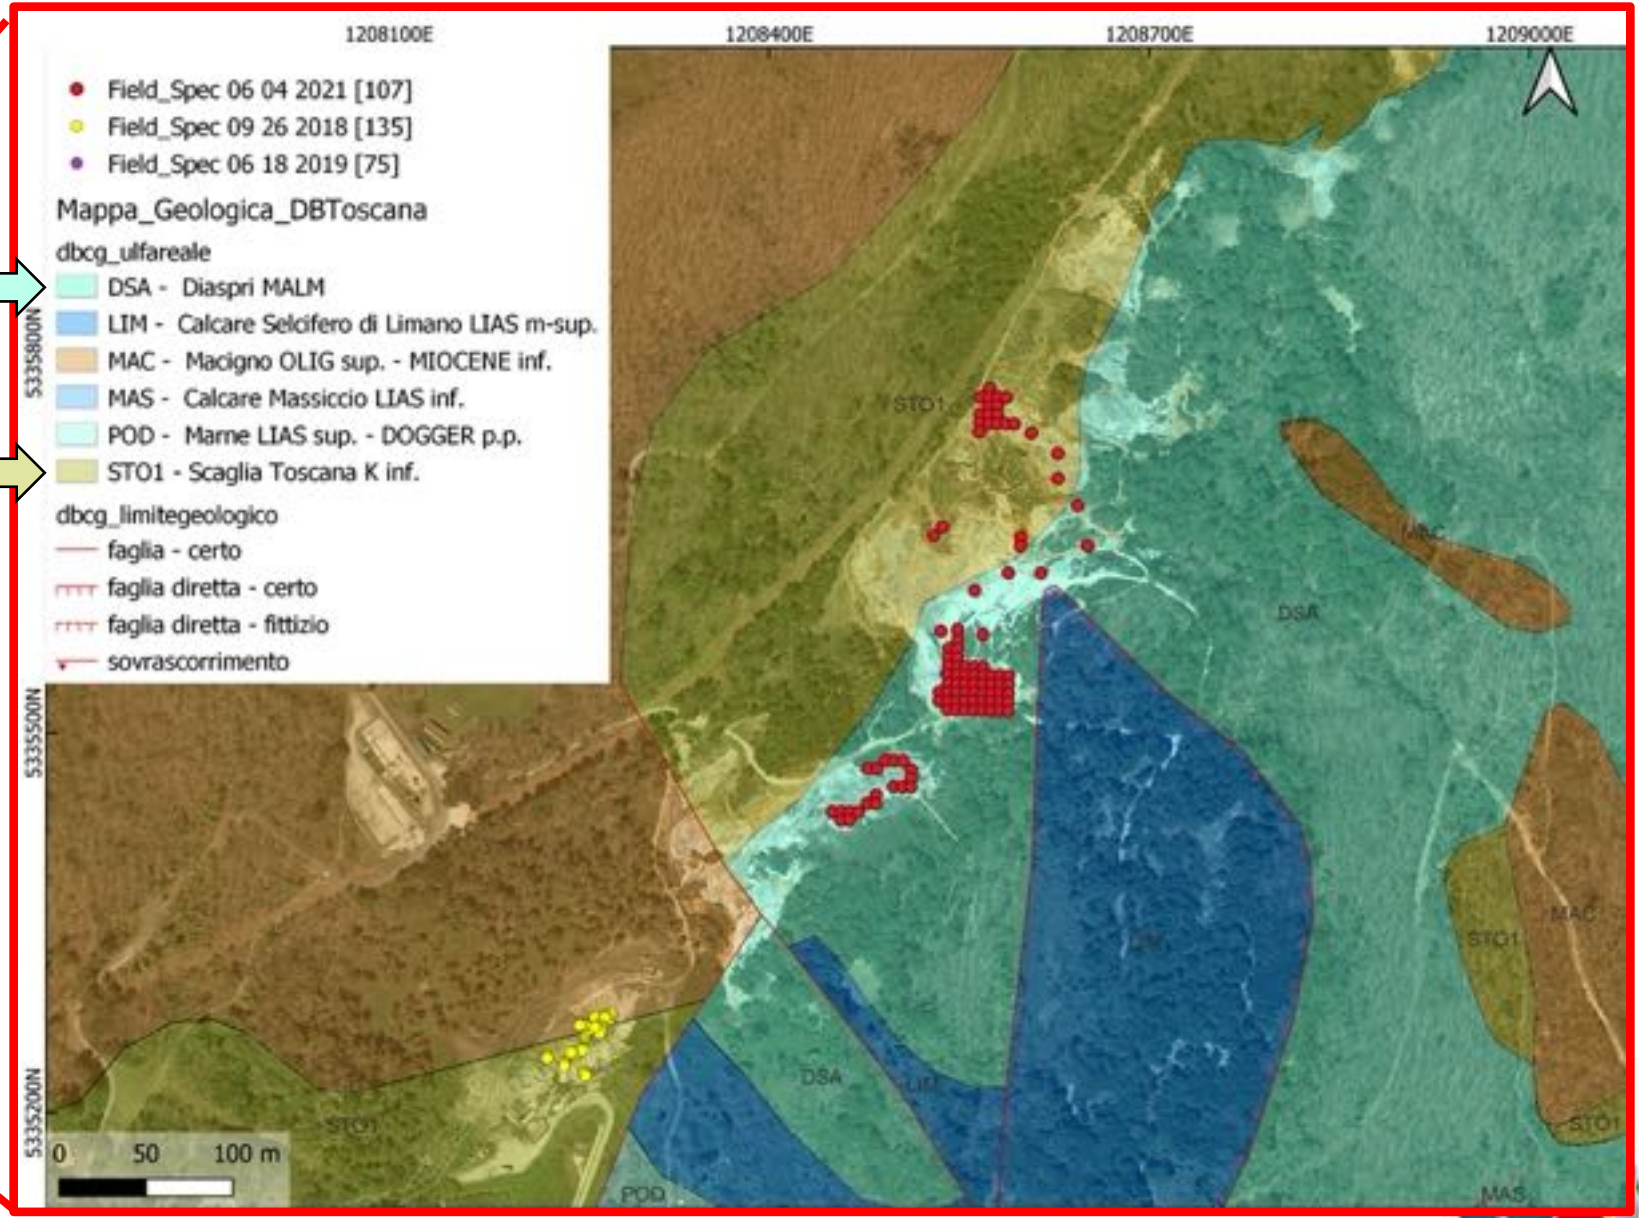 1208100E 1208400E 1208700E 1209000E
Field_Spec 06 04 2021 [107]
Field_Spec 09 26 2018 [135]
Field_Spec 06 18 2019 [75]
Mappa_Geologica_DBToscana
dbcg_ulfareale
DSA - Diaspri MALM
LIM - Calcare Selcifero di Limano LIAS m-sup.
MAC - Macigno OLIG sup. - MIOCENE inf.
MAS - Calcare Massiccio LIAS inf.
POD - Marne LIAS sup. - DOGGER p.p.
STO1 - Scaglia Toscana K inf.
dbcg_limitegeologico
faglia - certo
faglia diretta - certo
faglia diretta - fittizio
sovrascorrimento
5335800N
5335500N
5335200N
STO1
MAC
DSA
MAC
STO1
DSA
LIM
STO1
STO1
POD
MAS
0 50 100 m